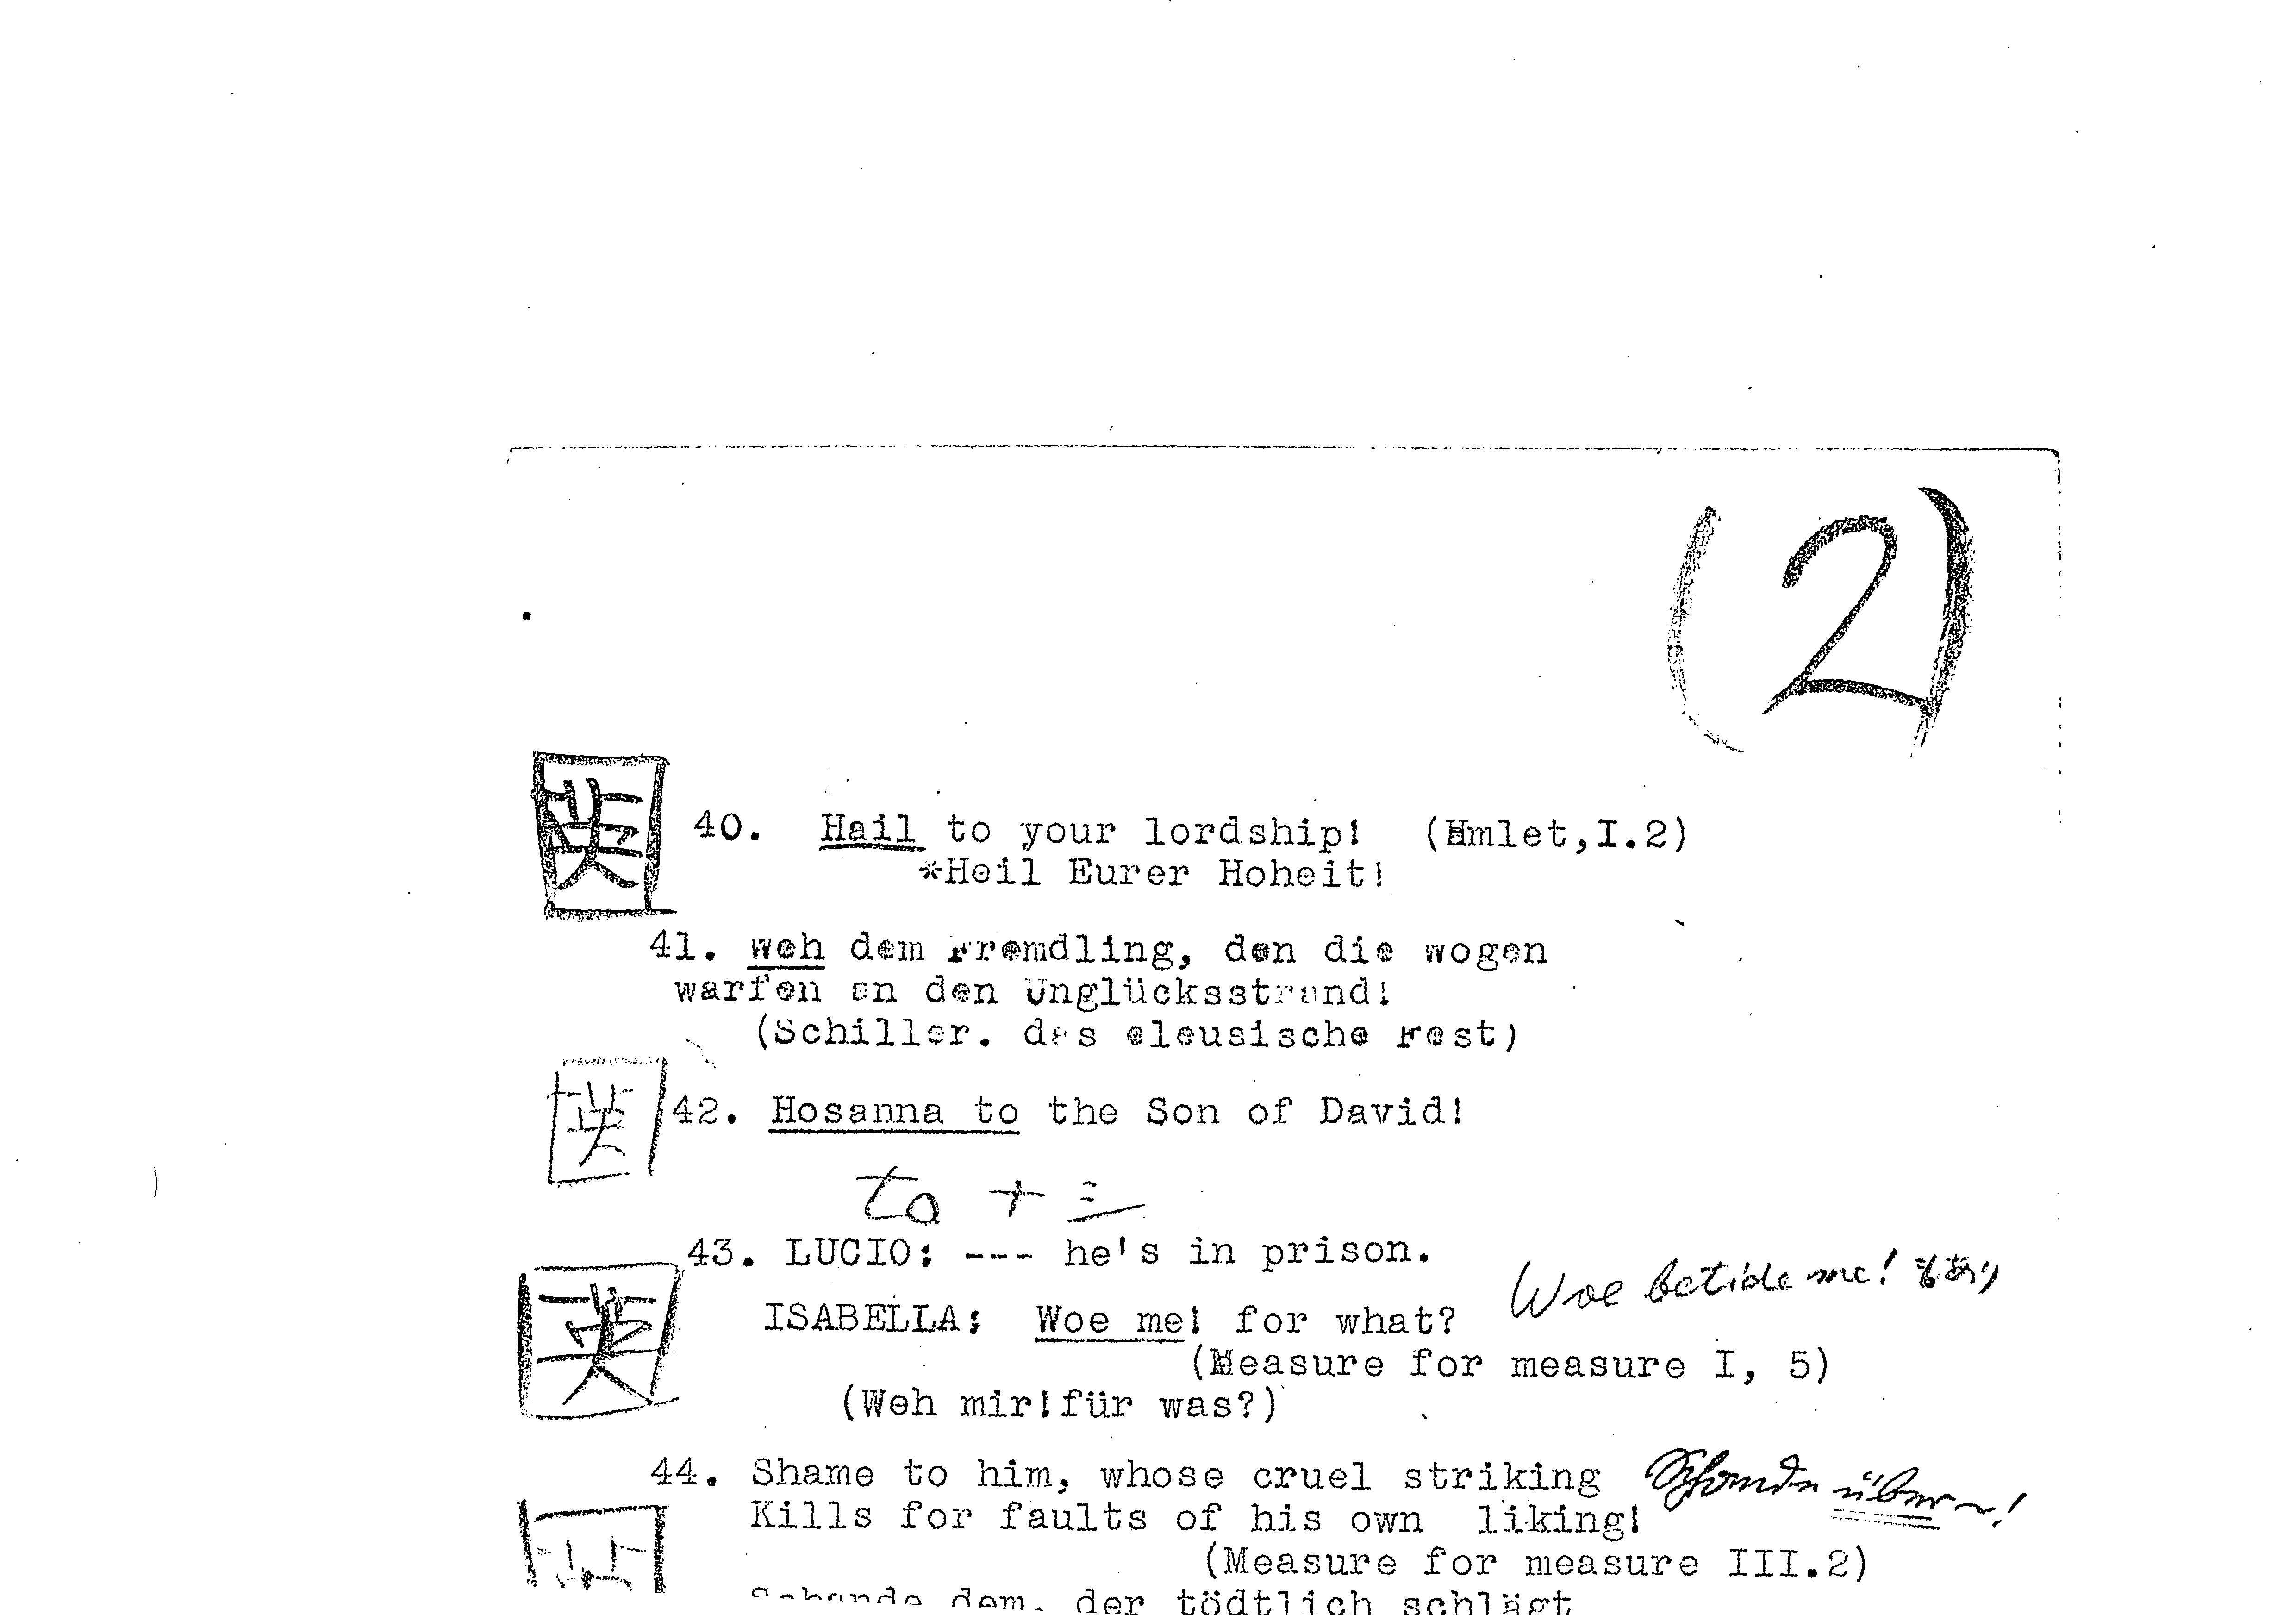 (2)
英 40. Hail to your lordship! (Hmlet,I.2)
*Heil Eurer Hoheit!
41. Weh dem Fremdling, den die Wogen
warfen an den Unglücksstrand!
(Schiller. das eleusische Fest)
英 42. Hosanna to the Son of David!
to + 三
43. LUCIO: --- he's in prison.
Woe betide me! もあり
英 ISABELLA: Woe me! for what?
(Measure for measure I, 5)
(Weh mir!für was?)
44. Shame to him, whose cruel striking
Schande über ~!
Kills for faults of his own liking!
(Measure for measure III.2)
Schande dem, der tödtlich schlägt